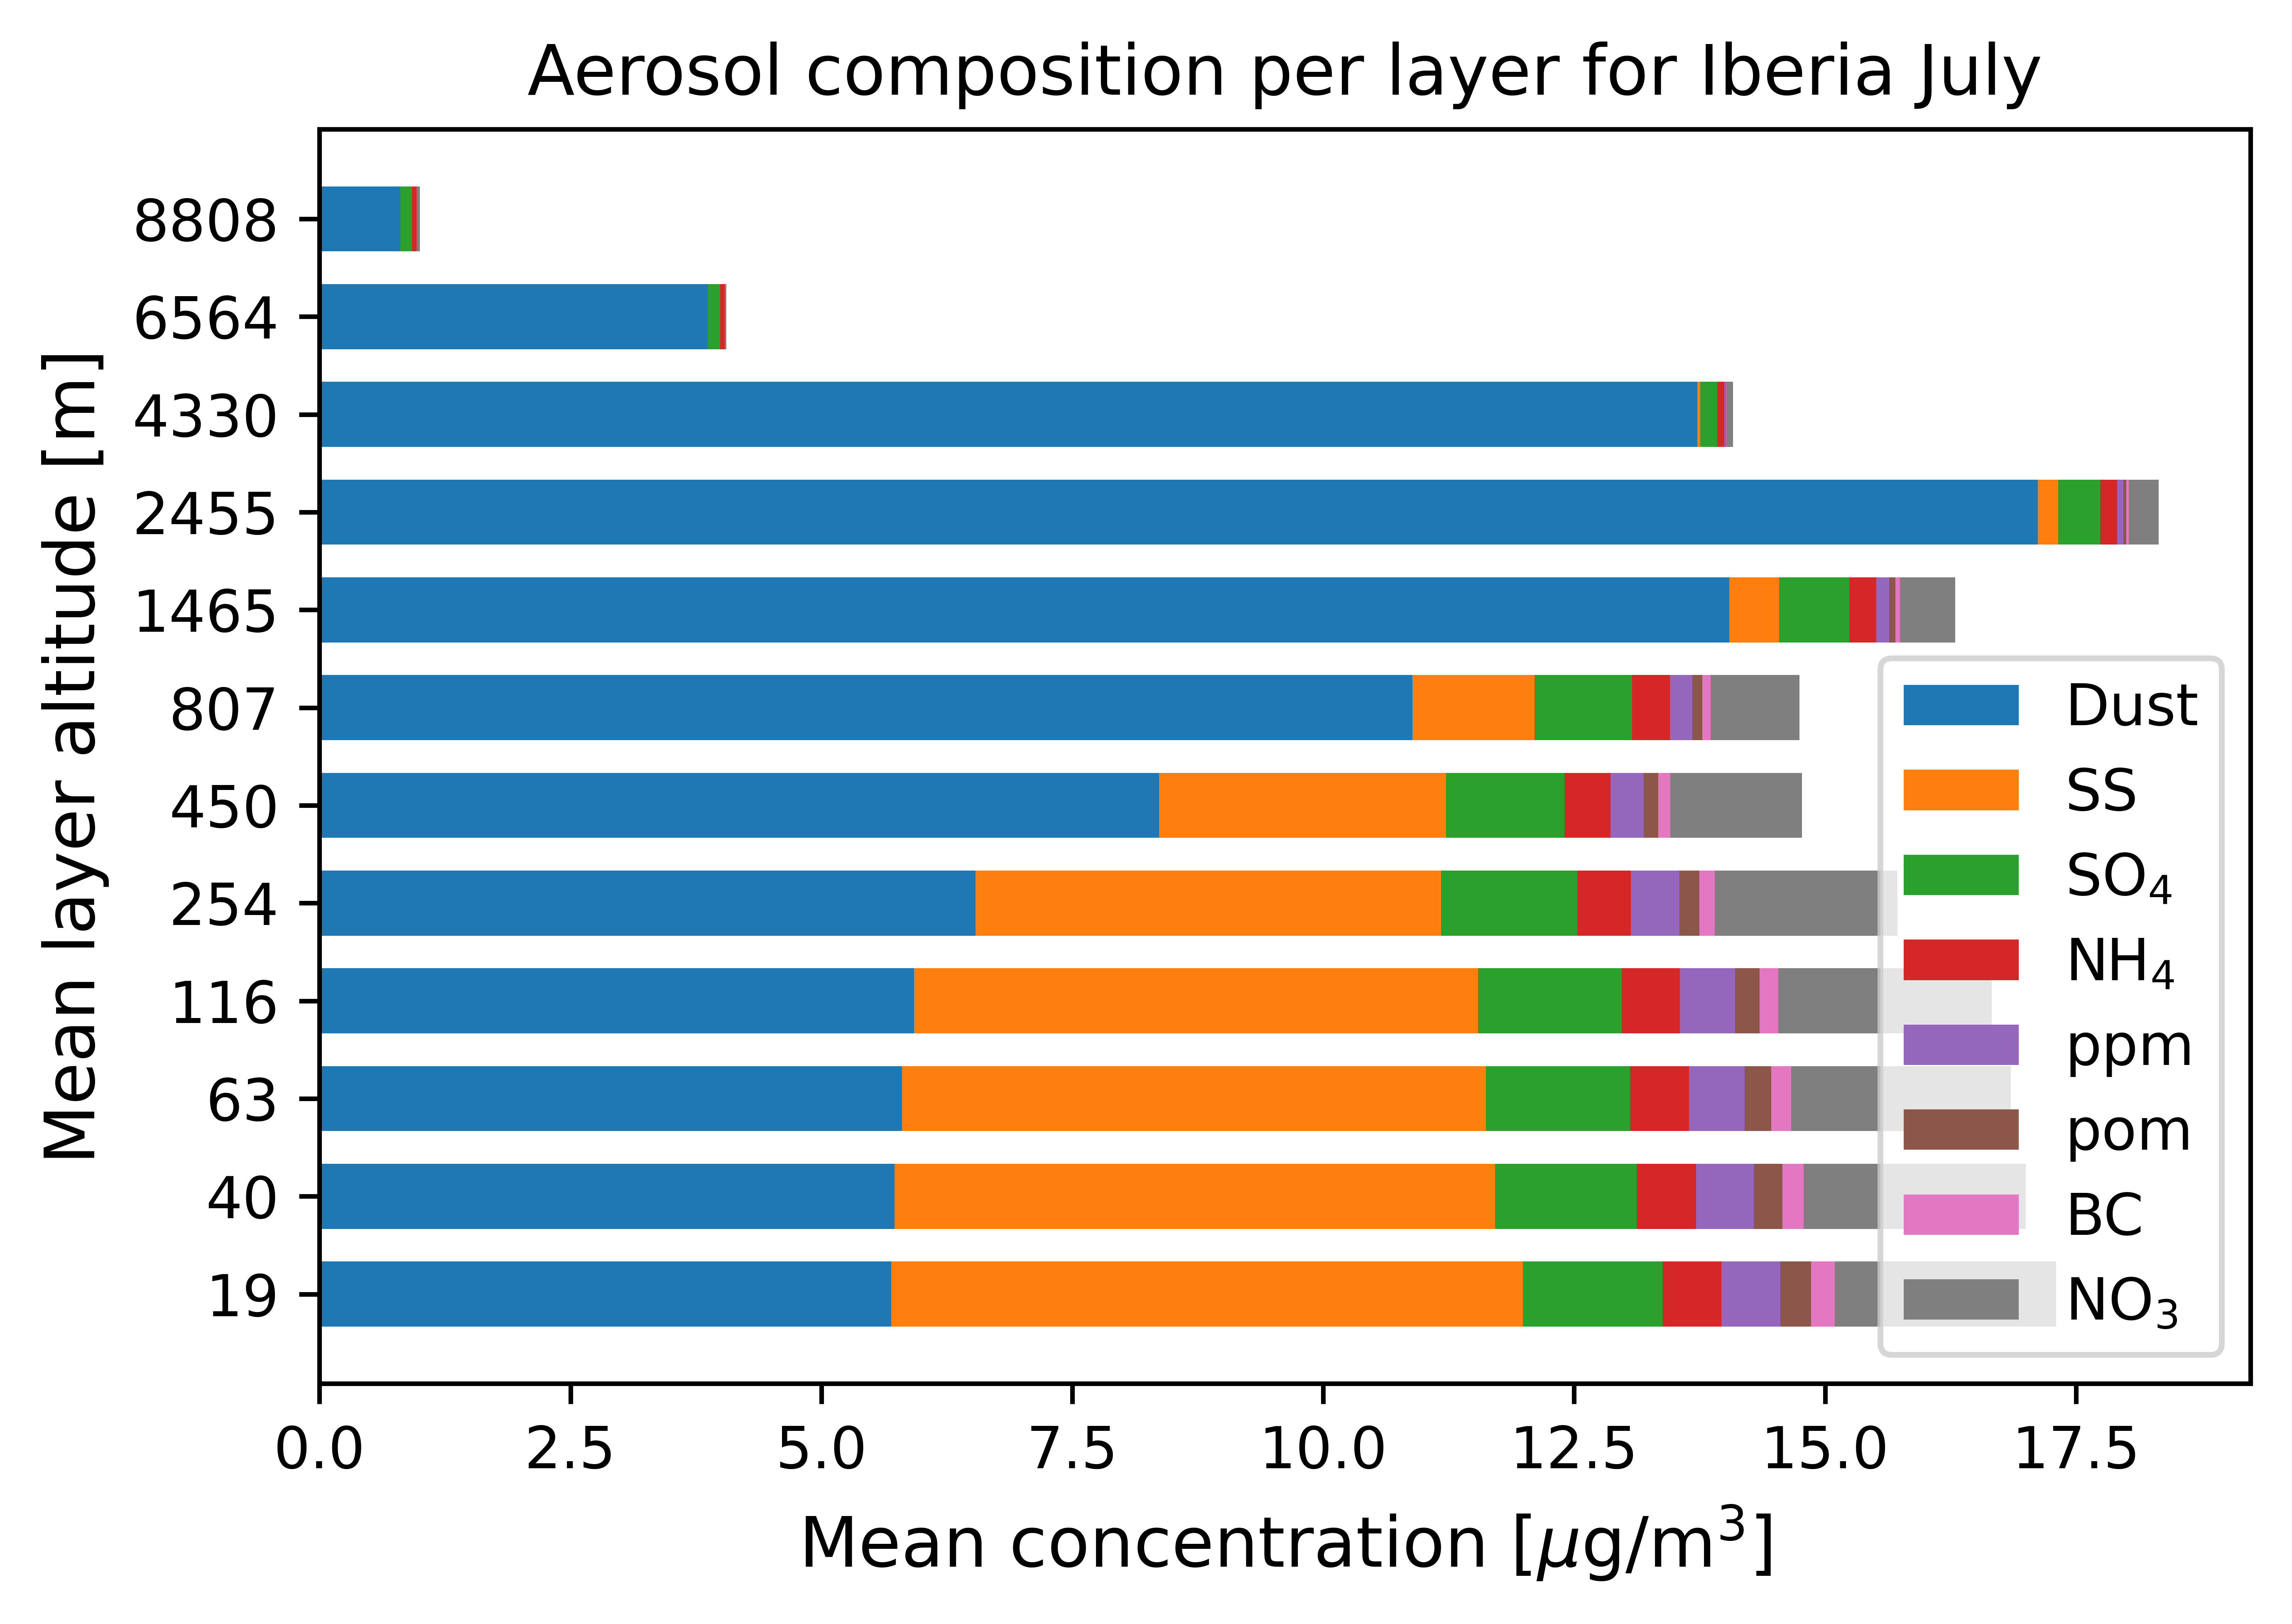 Aerosol composition per layer for Iberia July
Mean layer altitude [m]
8808
6564
4330
2455
1465
807
450
254
116
63
40
19
Dust
SS
SO₄
NH₄
ppm
pom
BC
NO₃
0.0 2.5 5.0 7.5 10.0 12.5 15.0 17.5
Mean concentration [μg/m³]